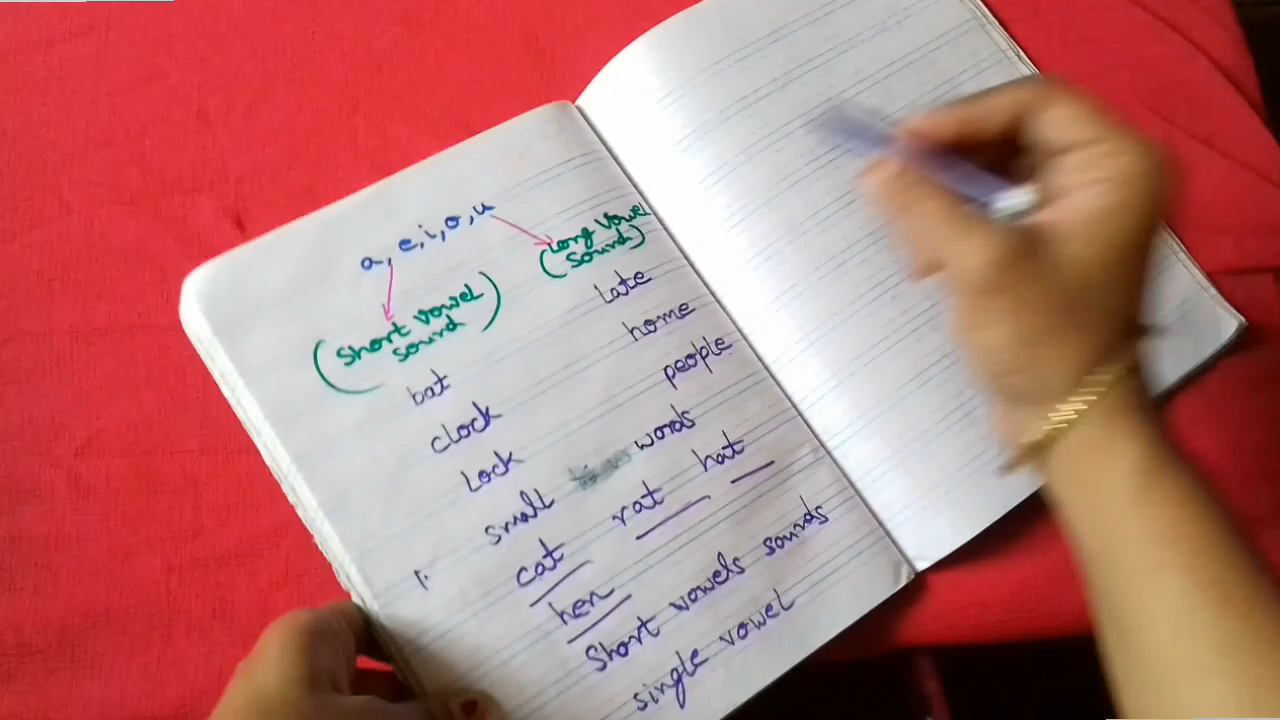 a, e, i, o, u
(Short vowel sound) (Long vowel sound)
bat late
clock home
Lock people
small words
1. cat rat hat
hen
Short vowels sounds
single vowel